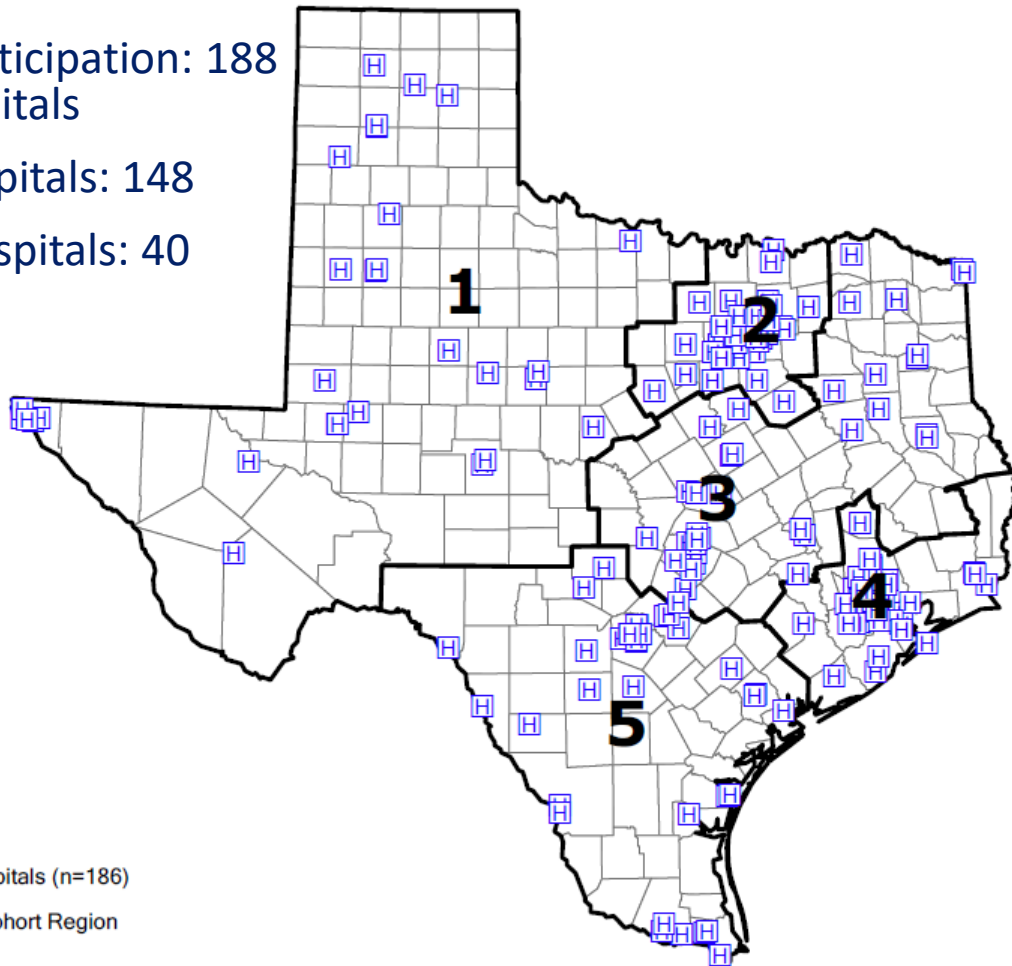 ticipation: 188
itals
pitals: 148
spitals: 40
1
2
3
4
5
pitals (n=186)
ohort Region